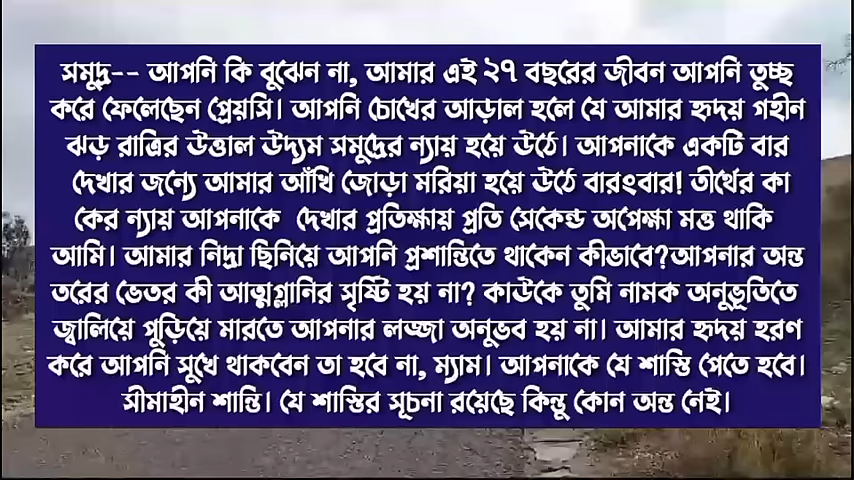 সমুদ্র-- আপনি কি বুঝেন না, আমার এই ২৭ বছরের জীবন আপনি তুচ্ছ
করে ফেলেছেন প্রেয়সি। আপনি চোখের আড়াল হলে যে আমার হৃদয় গহীন
ঝড় রাত্রির উত্তাল উদ্যম সমুদ্রের ন্যায় হয়ে উঠে। আপনাকে একটি বার
দেখার জন্যে আমার আঁখি জোড়া মরিয়া হয়ে উঠে বারংবার! তীর্থের কা
কের ন্যায় আপনাকে দেখার প্রতিক্ষায় প্রতি সেকেন্ড অপেক্ষা মত্ত থাকি
আমি। আমার নিদ্রা ছিনিয়ে আপনি প্রশান্তিতে থাকেন কীভাবে?আপনার অন্ত
তরের ভেতর কী আত্মগ্লানির সৃষ্টি হয় না? কাউকে তুমি নামক অনুভূতিতে
জ্বালিয়ে পুড়িয়ে মারতে আপনার লজ্জা অনুভব হয় না। আমার হৃদয় হরণ
করে আপনি সুখে থাকবেন তা হবে না, ম্যাম। আপনাকে যে শাস্তি পেতে হবে।
সীমাহীন শান্তি। যে শাস্তির সূচনা রয়েছে কিন্তু কোন অন্ত নেই।